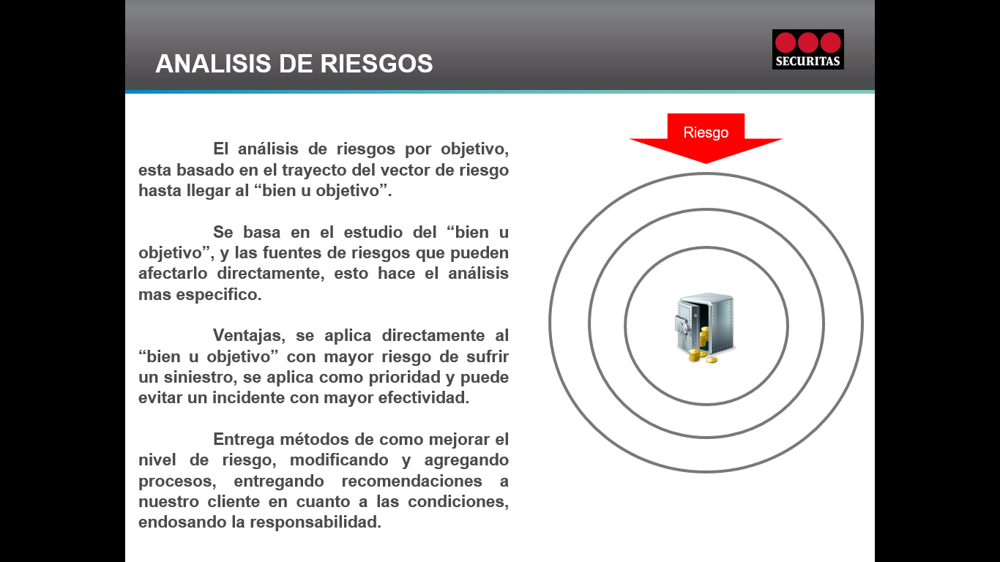 ANALISIS DE RIESGOS
SECURITAS
El análisis de riesgos por objetivo,
esta basado en el trayecto del vector de riesgo
hasta llegar al “bien u objetivo”.
Se basa en el estudio del “bien u
objetivo”, y las fuentes de riesgos que pueden
afectarlo directamente, esto hace el análisis
mas especifico.
Ventajas, se aplica directamente al
“bien u objetivo” con mayor riesgo de sufrir
un siniestro, se aplica como prioridad y puede
evitar un incidente con mayor efectividad.
Entrega métodos de como mejorar el
nivel de riesgo, modificando y agregando
procesos, entregando recomendaciones a
nuestro cliente en cuanto a las condiciones,
endosando la responsabilidad.
Riesgo